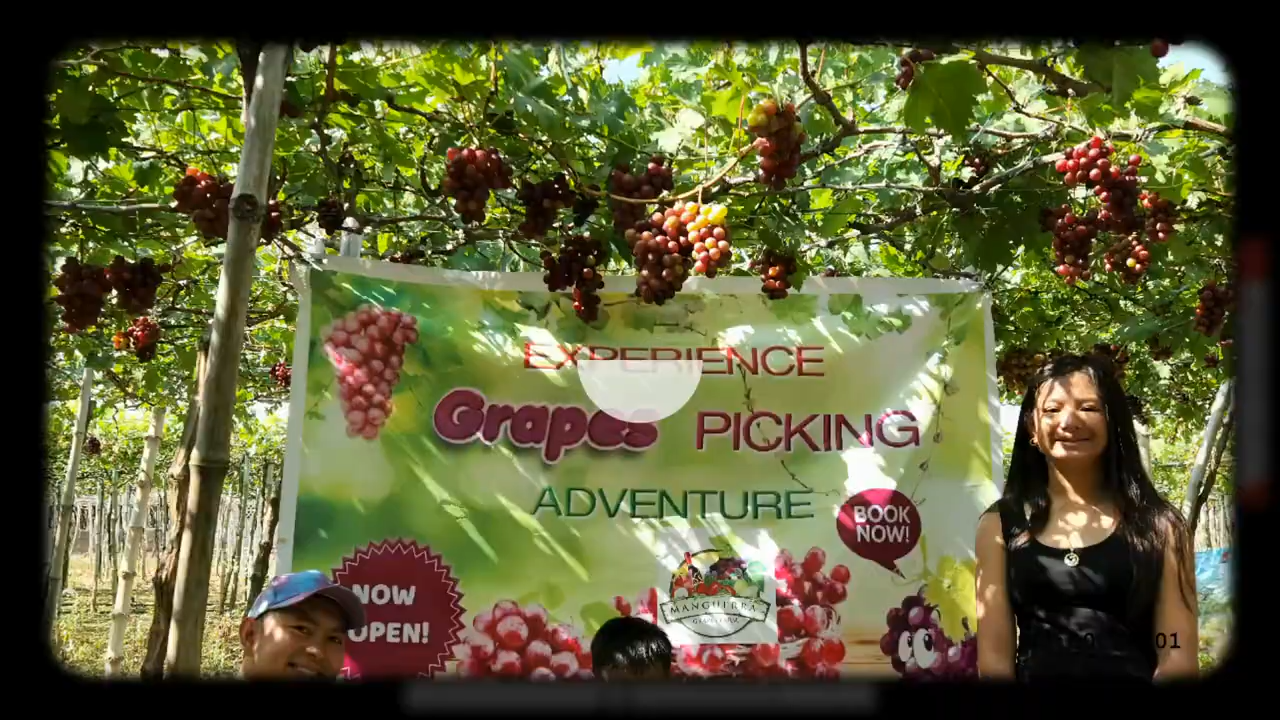 EXPERIENCE
Grapes PICKING
ADVENTURE
BOOK
NOW!
NOW
OPEN!
MANGUERRA